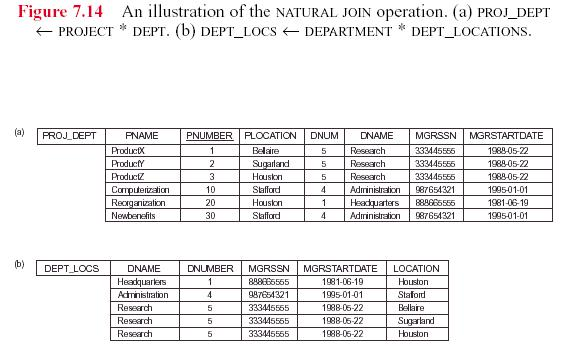 Figure 7.14 An illustration of the NATURAL JOIN operation. (a) PROJ_DEPT
← PROJECT * DEPT. (b) DEPT_LOCS ← DEPARTMENT * DEPT_LOCATIONS.
(a) PROJ_DEPT PNAME PNUMBER PLOCATION DNUM DNAME MGRSSN MGRSTARTDATE
ProductX 1 Bellaire 5 Research 333445555 1988-05-22
ProductY 2 Sugarland 5 Research 333445555 1988-05-22
ProductZ 3 Houston 5 Research 333445555 1988-05-22
Computerization 10 Stafford 4 Administration 987654321 1995-01-01
Reorganization 20 Houston 1 Headquarters 888665555 1981-06-19
Newbenefits 30 Stafford 4 Administration 987654321 1995-01-01
(b) DEPT_LOCS DNAME DNUMBER MGRSSN MGRSTARTDATE LOCATION
Headquarters 1 888665555 1981-06-19 Houston
Administration 4 987654321 1995-01-01 Stafford
Research 5 333445555 1988-05-22 Bellaire
Research 5 333445555 1988-05-22 Sugarland
Research 5 333445555 1988-05-22 Houston